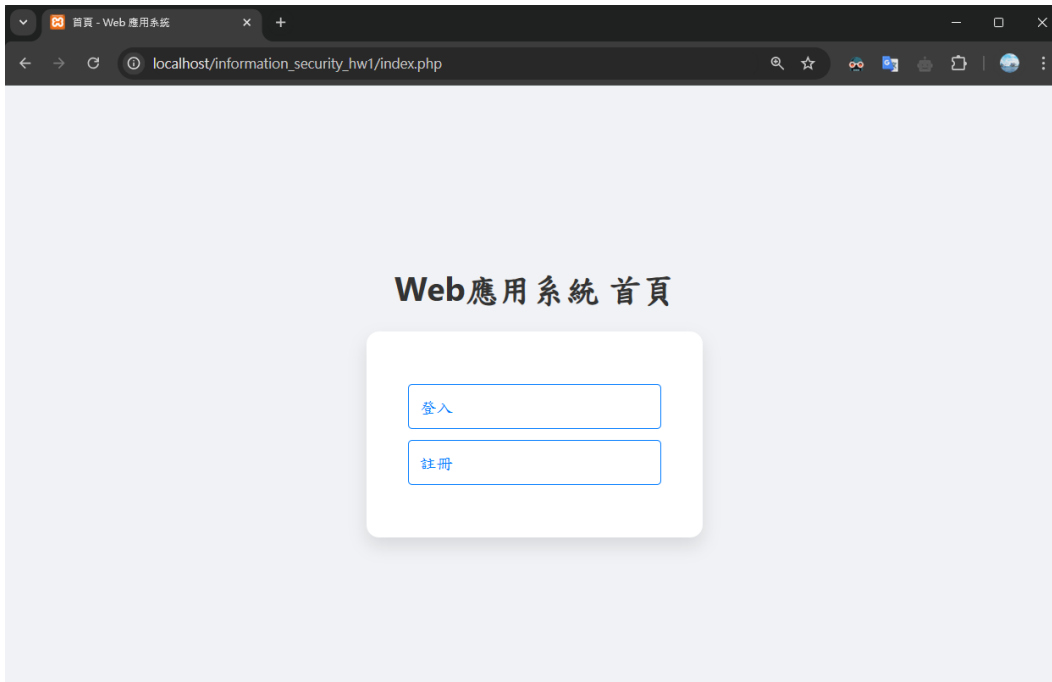 首頁 - Web 應用系統
localhost/information_security_hw1/index.php
Web應用系統 首頁
登入
註冊